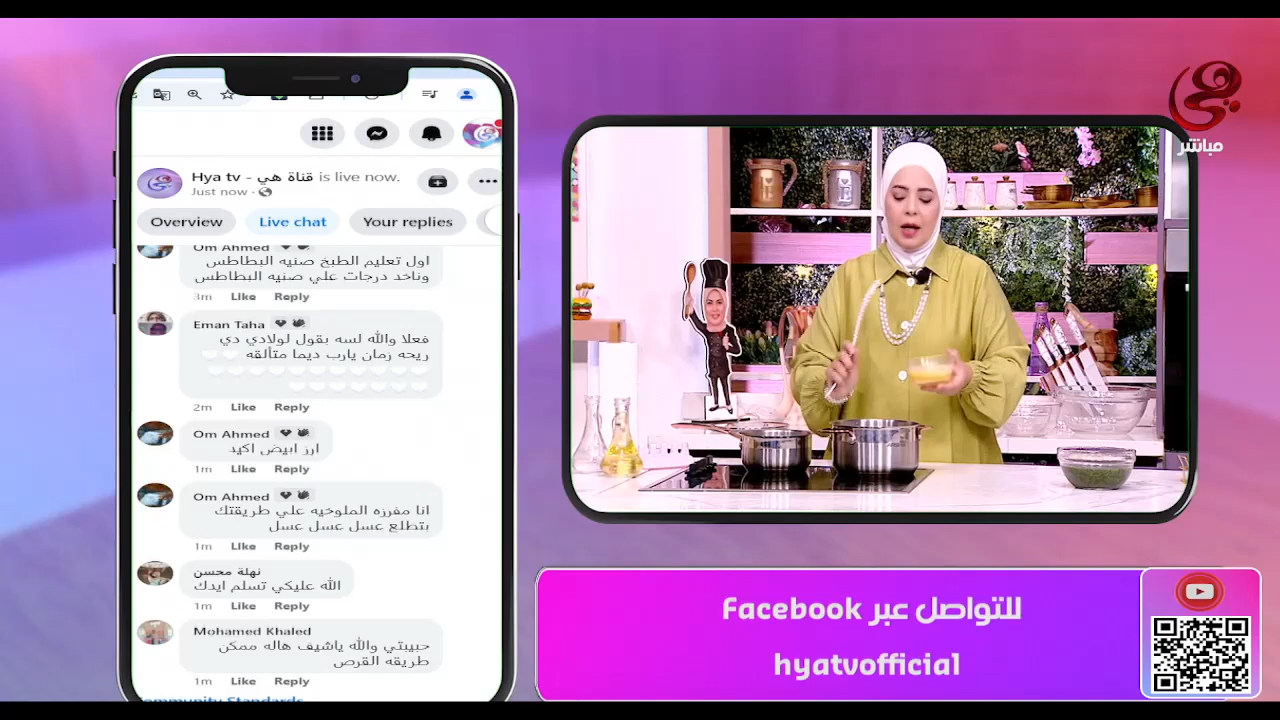 Hya tv - قناة هي is live now.
Just now
Overview
Live chat
Your replies
Om Ahmed
اول تعليم الطبخ صنيه البطاطس
وناخد درجات علي صنيه البطاطس
3m Like Reply
Eman Taha
فعلا والله لسه بقول لولادي دي
ريحه زمان يارب ديما متألقه
2m Like Reply
Om Ahmed
ارز ابيض اكيد
1m Like Reply
Om Ahmed
انا مفرزه الملوخيه علي طريقتك
بتطلع عسل عسل عسل
1m Like Reply
نهلة محسن
الله عليكي تسلم ايدك
1m Like Reply
Mohamed Khaled
حبيبتي والله ياشيف هاله ممكن
طريقه القرص
1m Like Reply
Community Standards
هي
مباشر
H
E
للتواصل عبر Facebook
hyatvofficial